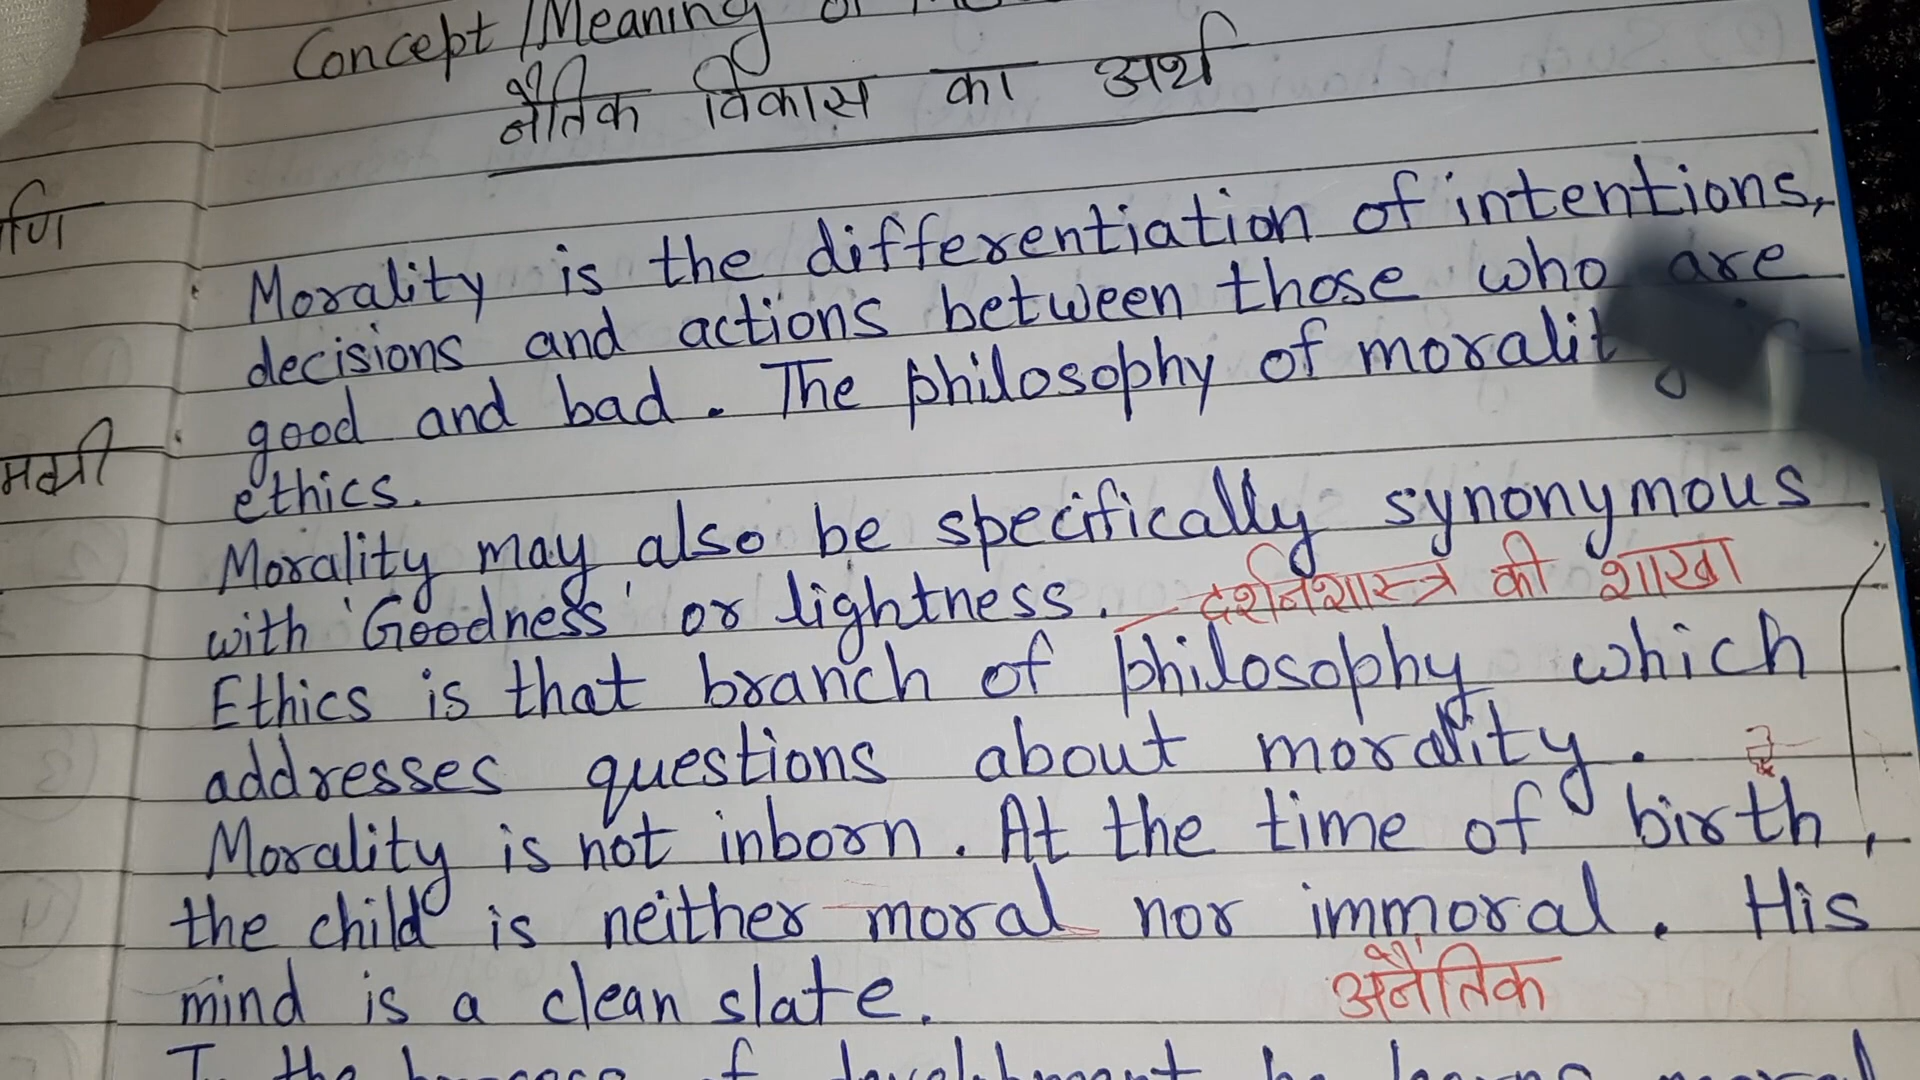 Concept/Meaning of
नैतिक विकास का अर्थ
Morality is the differentiation of intentions,
decisions and actions between those who are
good and bad. The philosophy of morality is
ethics.
Morality may also be specifically synonymous
with 'Goodness' or lightness.
दर्शनशास्त्र की शाखा
Ethics is that branch of philosophy which
addresses questions about morality.
Morality is not inborn. At the time of birth,
the child is neither moral nor immoral. His
अनैतिक
mind is a clean slate.